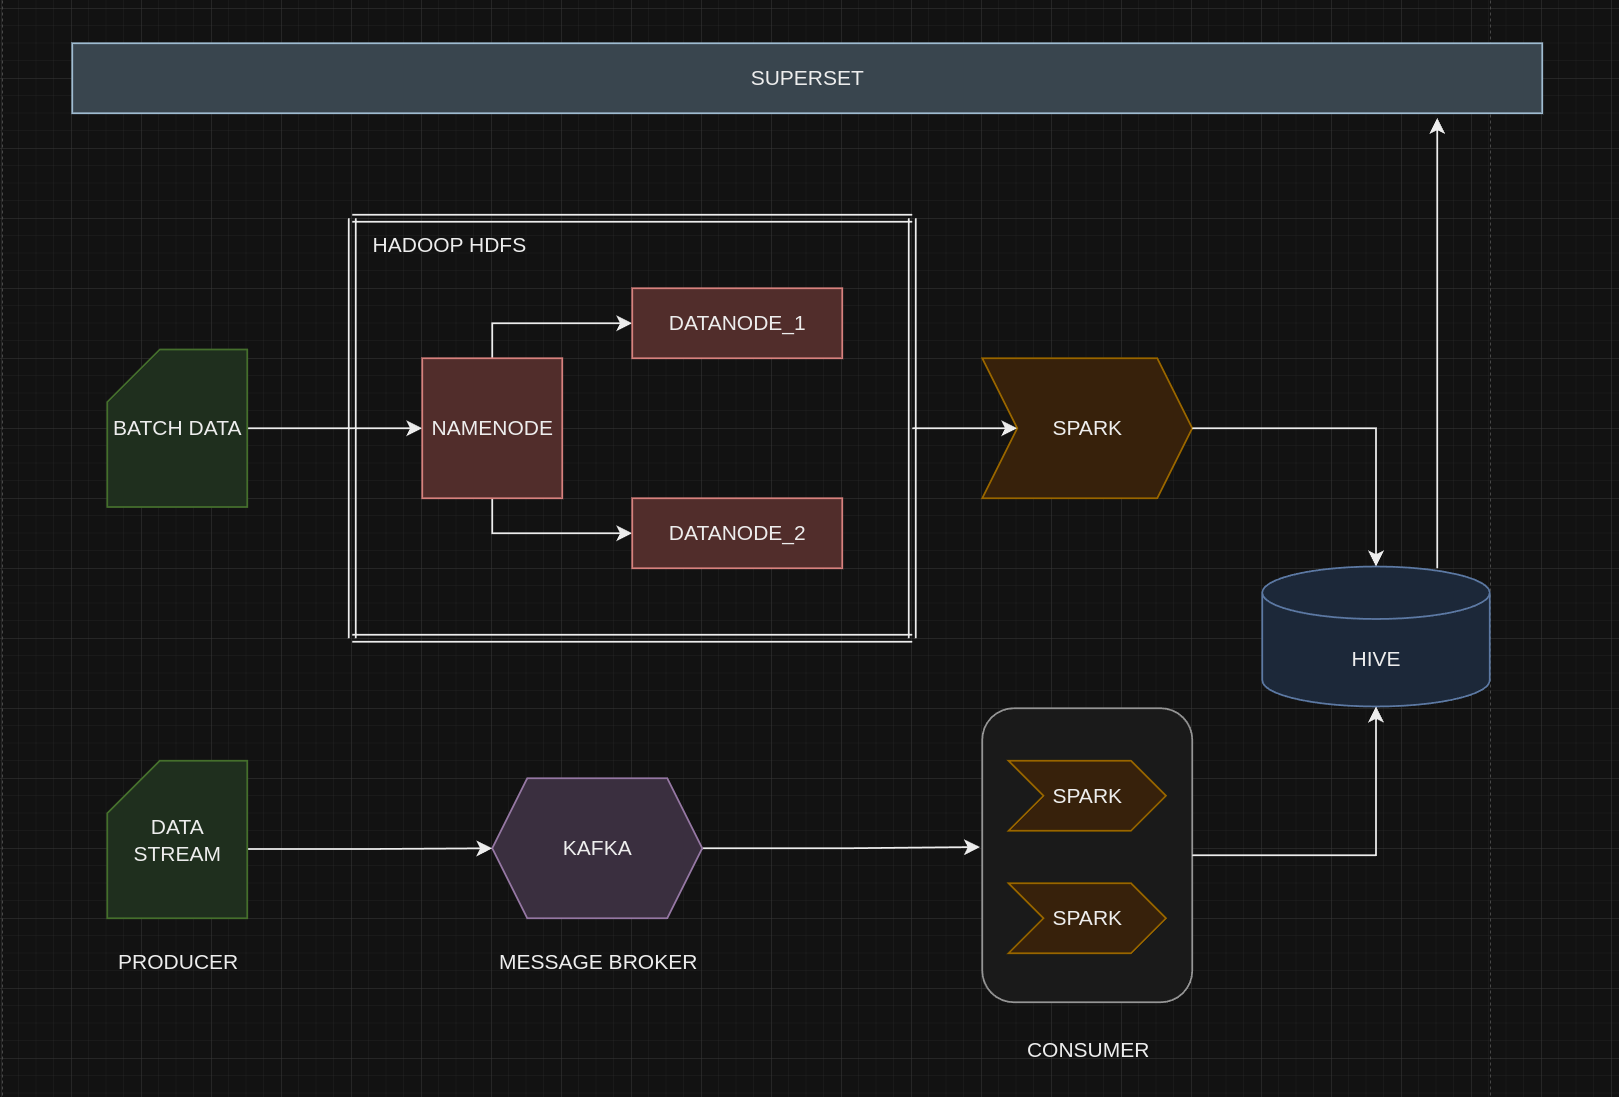 SUPERSET
HADOOP HDFS
DATANODE_1
BATCH DATA
NAMENODE
SPARK
DATANODE_2
HIVE
SPARK
DATA
STREAM
KAFKA
SPARK
PRODUCER
MESSAGE BROKER
CONSUMER